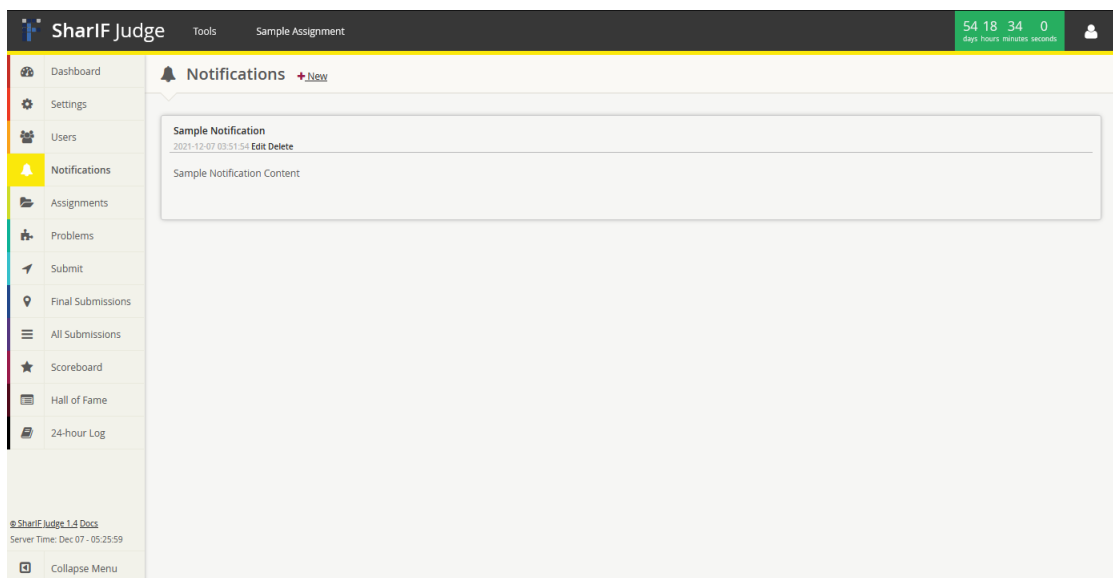 SharIF Judge Tools Sample Assignment
54 18 34 0
days hours minutes seconds
Dashboard
Notifications +New
Settings
Users
Sample Notification
2021-12-07 03:51:54 Edit Delete
Notifications
Sample Notification Content
Assignments
Problems
Submit
Final Submissions
All Submissions
Scoreboard
Hall of Fame
24-hour Log
© SharIF Judge 1.4 Docs
Server Time: Dec 07 - 05:25:59
Collapse Menu